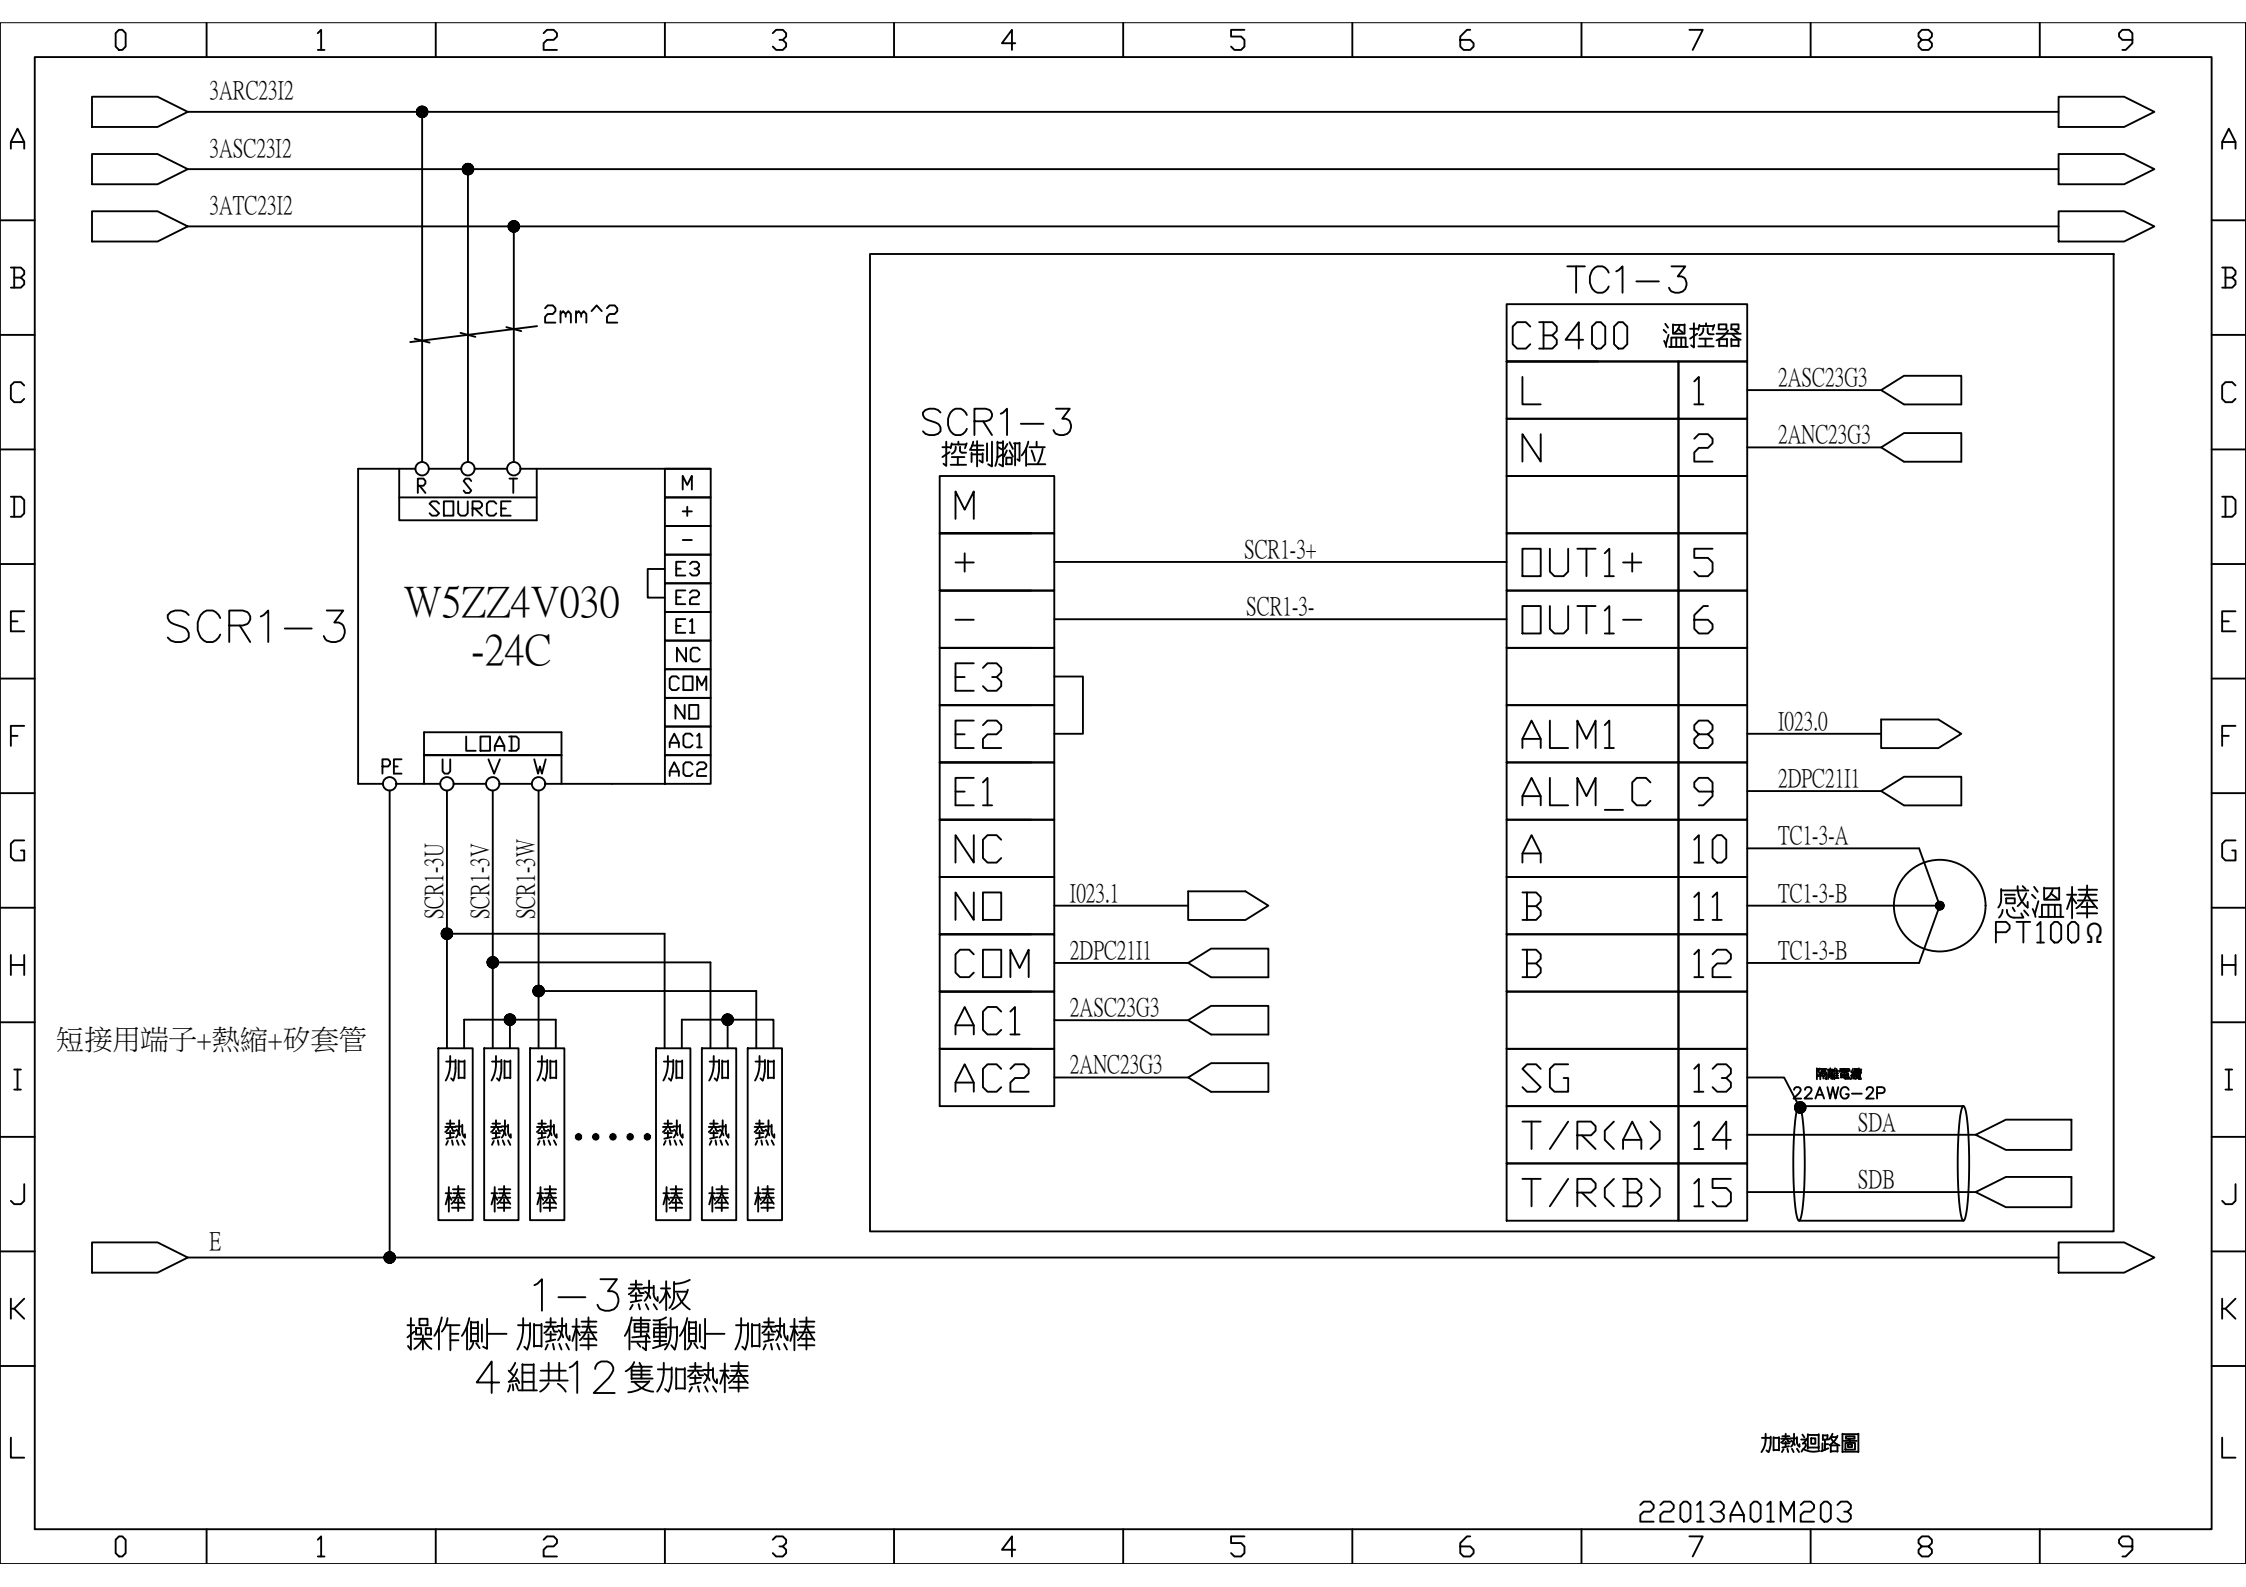 0 1 2 3 4 5 6 7 8 9
A A
B B
C C
D D
E E
F F
G G
H H
I I
J J
K K
L L
3ARC23I2
3ASC23I2
3ATC23I2
2mm^2
R S T
SOURCE
SCR1-3
W5ZZ4V030
-24C
M
+
-
E3
E2
E1
NC
COM
NO
AC1
AC2
LOAD
PE U V W
SCR1-3U
SCR1-3V
SCR1-3W
短接用端子+熱縮+矽套管
加熱棒
加熱棒
加熱棒
加熱棒
加熱棒
加熱棒
E
1-3熱板
操作側-加熱棒 傳動側-加熱棒
4組共12隻加熱棒
SCR1-3
控制腳位
M
+ SCR1-3+
- SCR1-3-
E3
E2
E1
NC
NO I023.1
COM 2DPC21I1
AC1 2ASC23G3
AC2 2ANC23G3
TC1-3
CB400 溫控器
L 1 2ASC23G3
N 2 2ANC23G3
OUT1+ 5
OUT1- 6
ALM1 8 I023.0
ALM_C 9 2DPC21I1
A 10 TC1-3-A
B 11 TC1-3-B
B 12 TC1-3-B
感溫棒
PT100Ω
SG 13
隔離電纜
22AWG-2P
T/R(A) 14 SDA
T/R(B) 15 SDB
加熱迴路圖
22013A01M203
0 1 2 3 4 5 6 7 8 9